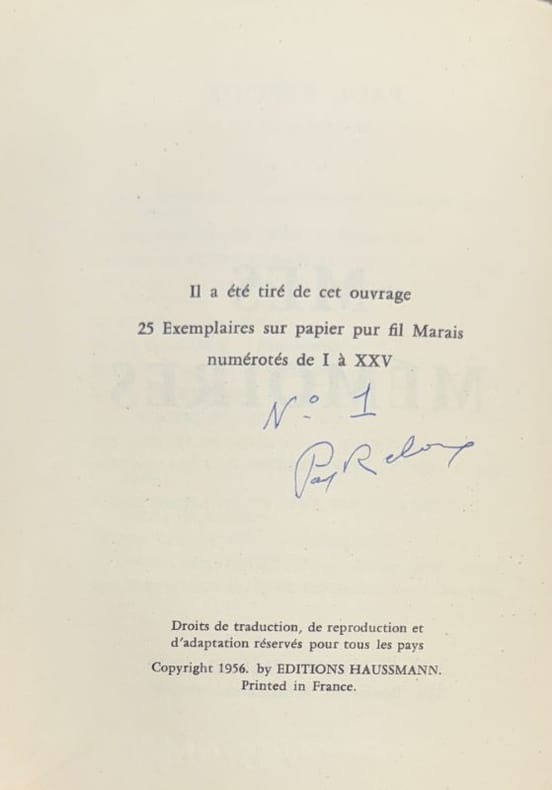 Il a été tiré de cet ouvrage
25 Exemplaires sur papier pur fil Marais
numérotés de I à XXV
Nº 1
Droits de traduction, de reproduction et
d'adaptation réservés pour tous les pays
Copyright 1956. by EDITIONS HAUSSMANN.
Printed in France.